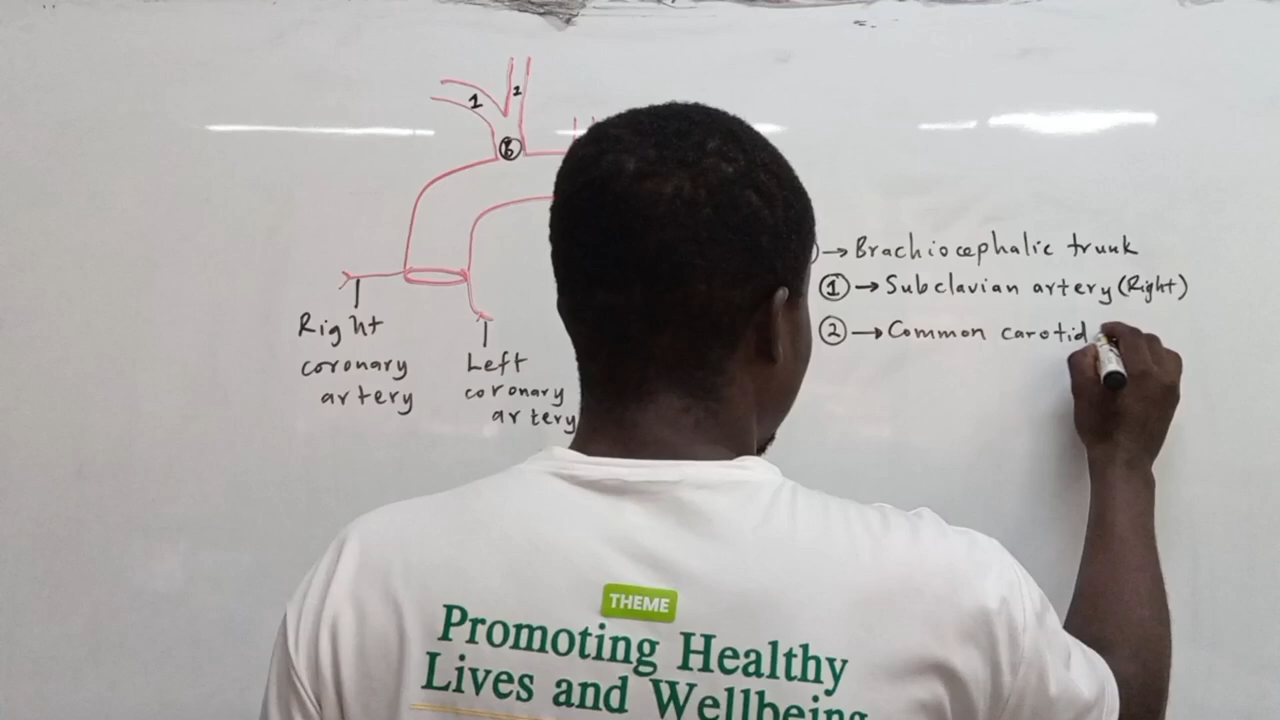 1
2
B
→ Brachiocephalic trunk
1 → Subclavian artery (Right)
2 → Common carotid
Right
coronary
artery
Left
coronary
artery
THEME
Promoting Healthy
Lives and Wellbeing